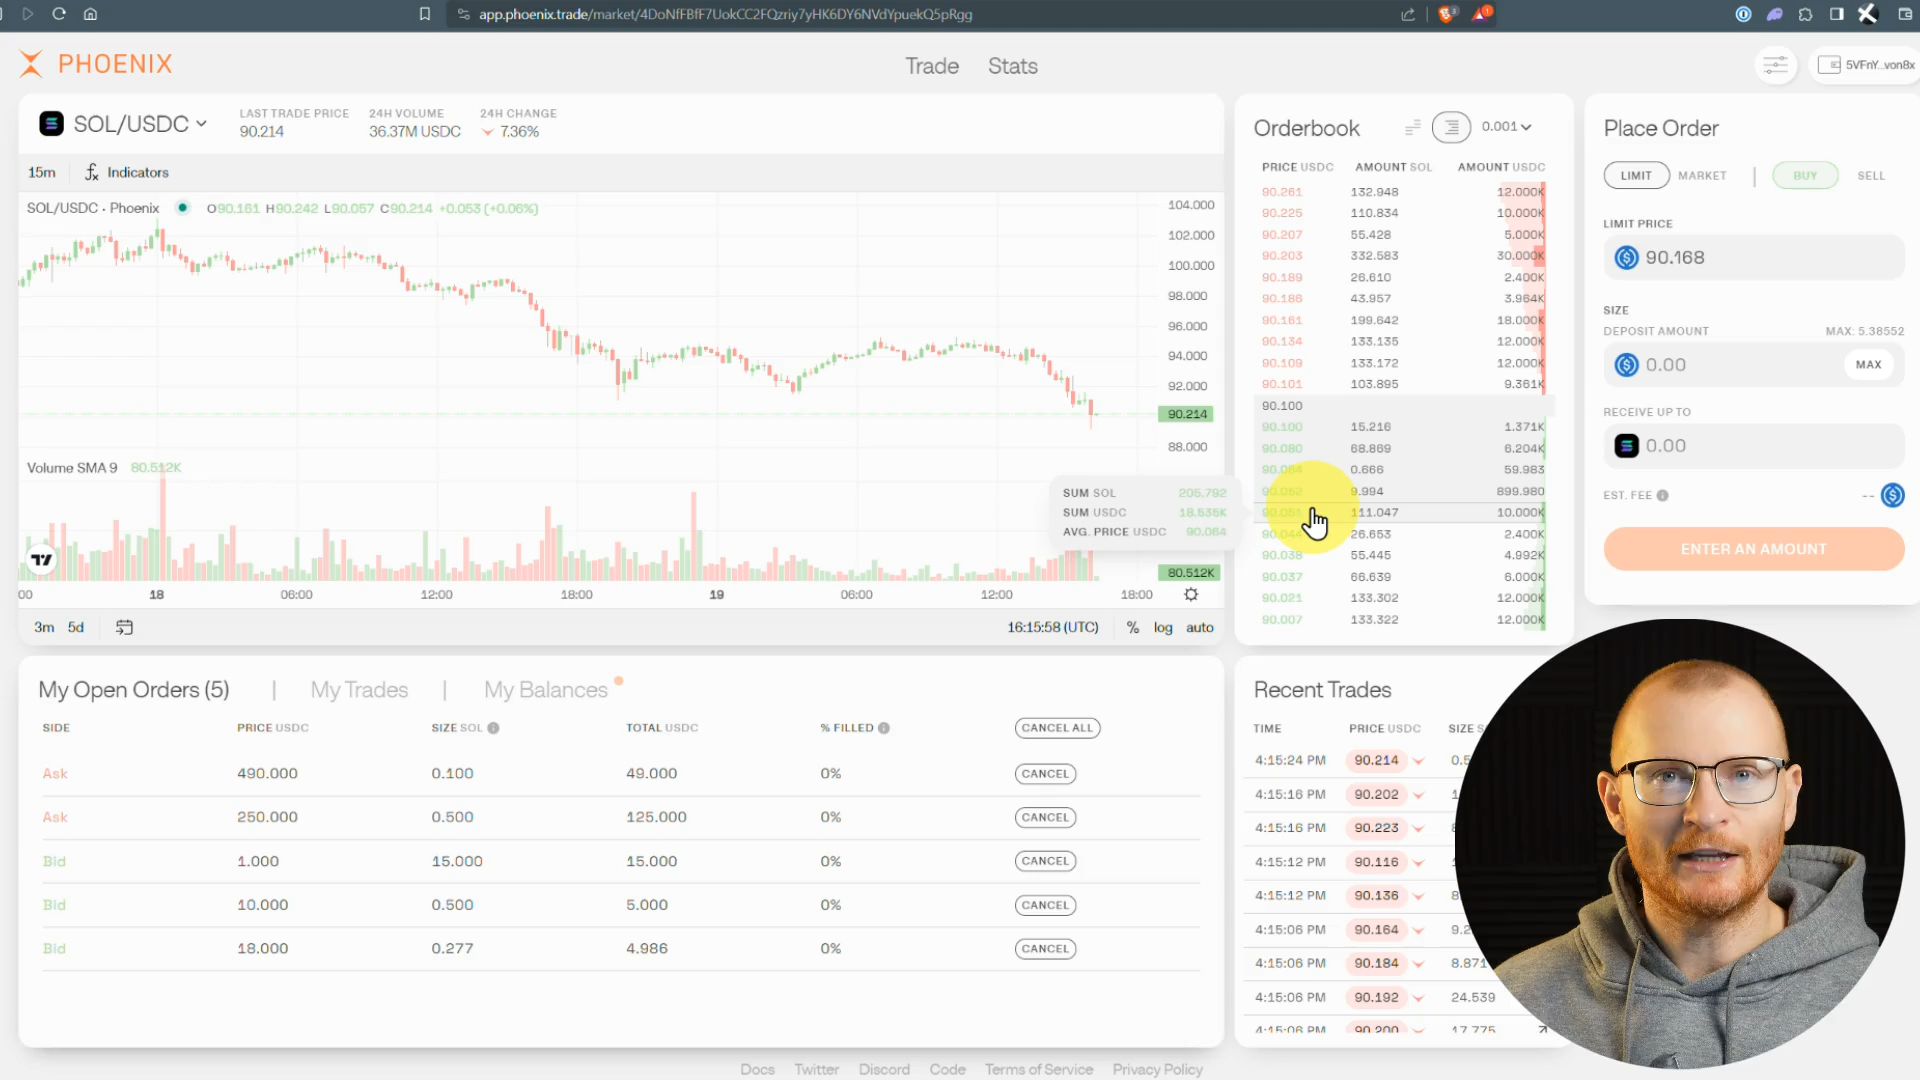 app.phoenix.trade/market/4DoNfFBfF7UokCC2FQzriy7yHK6DY6NVdYpuekQ5pRgg
PHOENIX
Trade Stats
5VFnY...von8x
SOL/USDC
LAST TRADE PRICE
90.214
24H VOLUME
36.37M USDC
24H CHANGE
7.36%
15m Indicators
SOL/USDC · Phoenix O90.161 H90.242 L90.057 C90.214 +0.053 (+0.06%)
104.000
102.000
100.000
98.000
96.000
94.000
92.000
90.214
88.000
Volume SMA 9 80.512K
80.512K
00 18 06:00 12:00 18:00 19 06:00 12:00 18:00
3m 5d
16:15:58 (UTC) % log auto
SUM SOL 205.792
SUM USDC 18.535K
AVG. PRICE USDC 90.064
Orderbook
0.001
PRICE USDC AMOUNT SOL AMOUNT USDC
90.261 132.948 12.000K
90.225 110.834 10.000K
90.207 55.428 5.000K
90.203 332.583 30.000K
90.189 26.610 2.400K
90.186 43.957 3.964K
90.161 199.642 18.000K
90.134 133.135 12.000K
90.109 133.172 12.000K
90.101 103.895 9.361K
90.100
90.100 15.216 1.371K
90.080 68.869 6.204K
90.064 0.666 59.983
90.052 9.994 899.980
90.051 111.047 10.000K
90.044 26.653 2.400K
90.038 55.445 4.992K
90.037 66.639 6.000K
90.021 133.302 12.000K
90.007 133.322 12.000K
Place Order
LIMIT MARKET | BUY SELL
LIMIT PRICE
90.168
SIZE
DEPOSIT AMOUNT MAX: 5.38552
0.00 MAX
RECEIVE UP TO
0.00
EST. FEE --
ENTER AN AMOUNT
My Open Orders (5) | My Trades | My Balances
SIDE PRICE USDC SIZE SOL TOTAL USDC % FILLED CANCEL ALL
Ask 490.000 0.100 49.000 0% CANCEL
Ask 250.000 0.500 125.000 0% CANCEL
Bid 1.000 15.000 15.000 0% CANCEL
Bid 10.000 0.500 5.000 0% CANCEL
Bid 18.000 0.277 4.986 0% CANCEL
Recent Trades
TIME PRICE USDC SIZE
4:15:24 PM 90.214
4:15:16 PM 90.202
4:15:16 PM 90.223
4:15:12 PM 90.116
4:15:12 PM 90.136
4:15:06 PM 90.164
4:15:06 PM 90.184 8.871
4:15:06 PM 90.192 24.539
4:15:06 PM 90.200 17.775
Docs Twitter Discord Code Terms of Service Privacy Policy